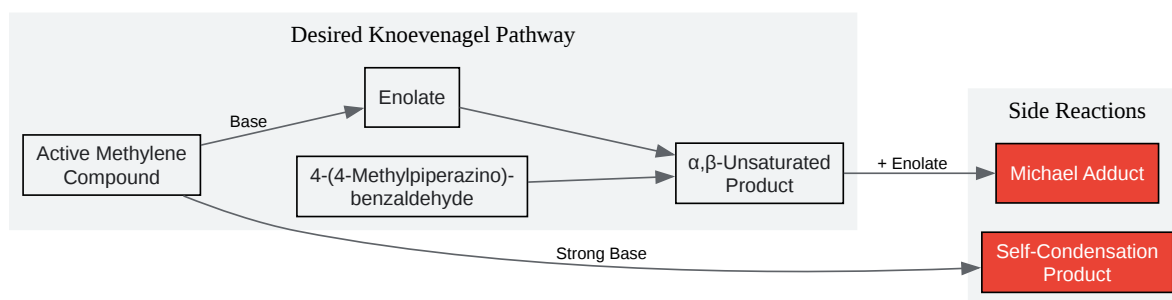 Desired Knoevenagel Pathway
Enolate
Base
Active Methylene
Compound
4-(4-Methylpiperazino)-
benzaldehyde
α,β-Unsaturated
Product
+ Enolate
Strong Base
Side Reactions
Michael Adduct
Self-Condensation
Product